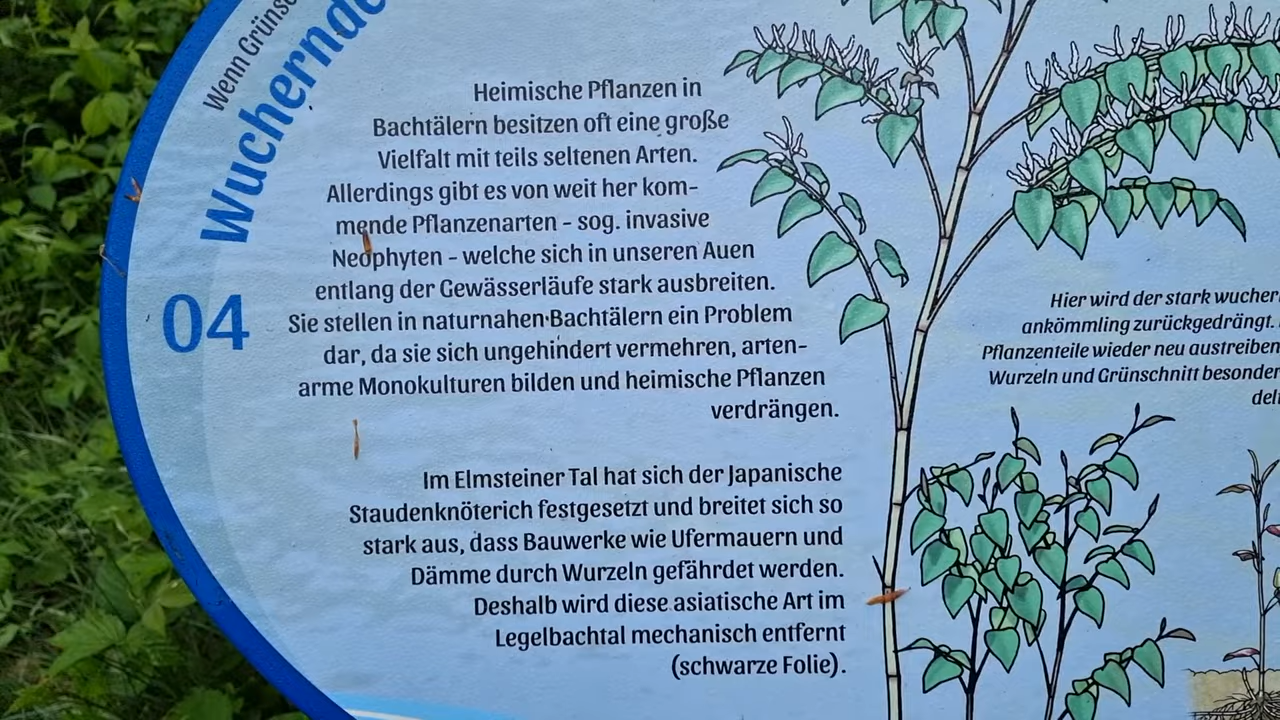 Wenn
Wuchernde
04
Heimische Pflanzen in
Bachtälern besitzen oft eine große
Vielfalt mit teils seltenen Arten.
Allerdings gibt es von weit her kom-
mende Pflanzenarten – sog. invasive
Neophyten – welche sich in unseren Auen
entlang der Gewässerläufe stark ausbreiten.
Sie stellen in naturnahen Bachtälern ein Problem
dar, da sie sich ungehindert vermehren, arten-
arme Monokulturen bilden und heimische Pflanzen
verdrängen.
Im Elmsteiner Tal hat sich der Japanische
Staudenknöterich festgesetzt und breitet sich so
stark aus, dass Bauwerke wie Ufermauern und
Dämme durch Wurzeln gefährdet werden.
Deshalb wird diese asiatische Art im
Legelbachtal mechanisch entfernt
(schwarze Folie).
Hier wird der stark
ankömmling zurückgedrängt.
Pflanzenteile wieder neu austreiben
Wurzeln und Grünschnitt